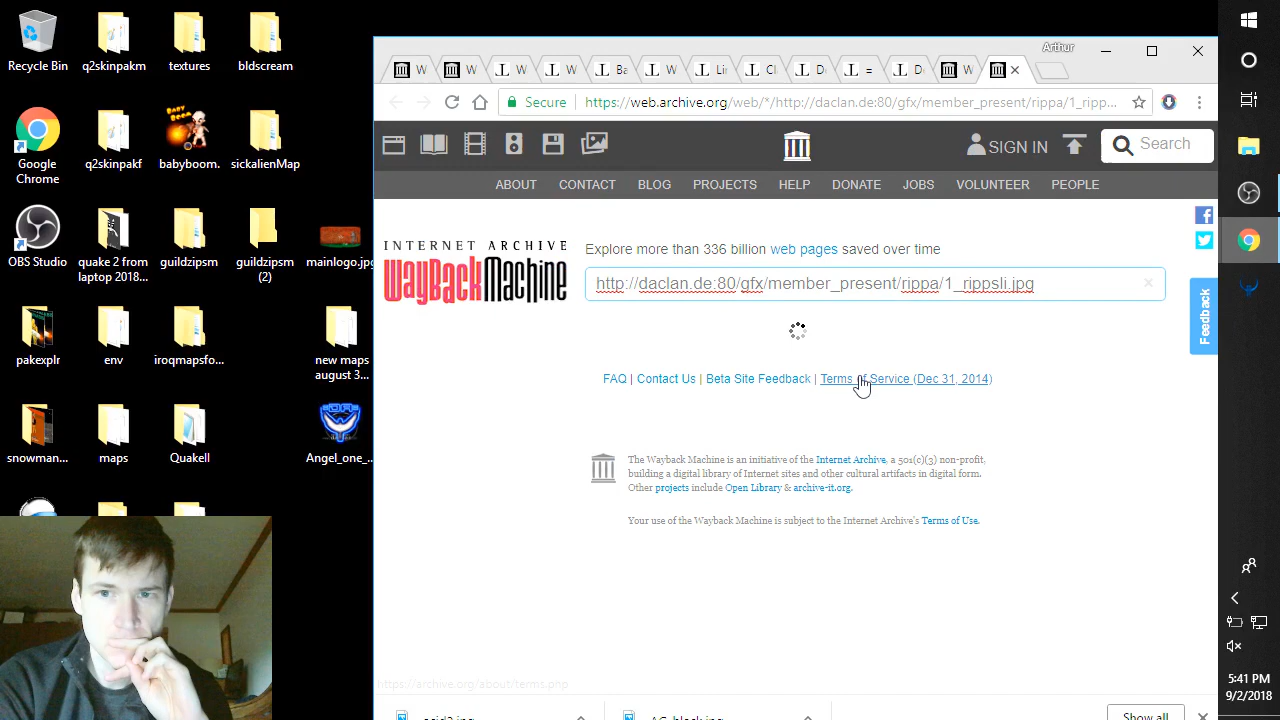 Recycle Bin
q2skinpakm
textures
bldscream
Google Chrome
q2skinpakf
babyboom.
sickalienMap
OBS Studio
quake 2 from laptop 2018...
guildzipsm
guildzipsm (2)
mainlogo.jpg
pakexplr
env
iroqmapsfo...
new maps august 3...
snowman...
maps
Quakell
Angel_one_...
Arthur
Secure
https://web.archive.org/web/*/http://daclan.de:80/gfx/member_present/rippa/1_ripp...
SIGN IN
Search
ABOUT CONTACT BLOG PROJECTS HELP DONATE JOBS VOLUNTEER PEOPLE
INTERNET ARCHIVE
WayBackMachine
Explore more than 336 billion web pages saved over time
http://daclan.de:80/gfx/member_present/rippa/1_rippsli.jpg
Feedback
FAQ | Contact Us | Beta Site Feedback | Terms of Service (Dec 31, 2014)
The Wayback Machine is an initiative of the Internet Archive, a 501(c)(3) non-profit,
building a digital library of Internet sites and other cultural artifacts in digital form.
Other projects include Open Library & archive-it.org.
Your use of the Wayback Machine is subject to the Internet Archive's Terms of Use.
https://archive.org/about/terms.php
Show all
5:41 PM
9/2/2018